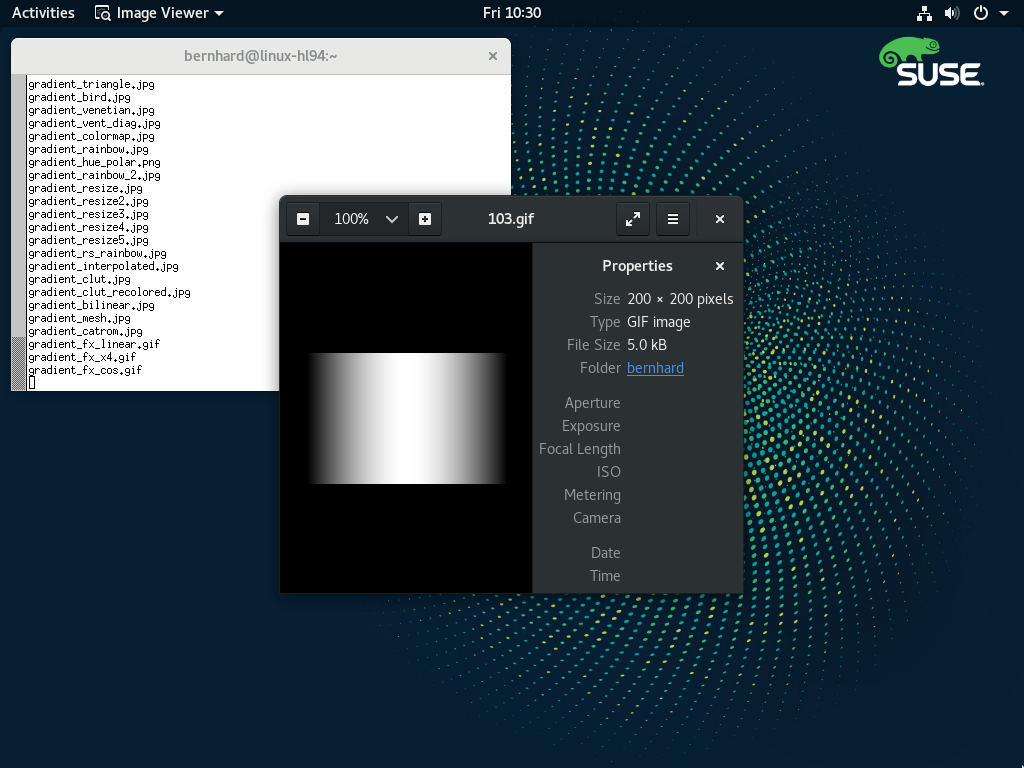 Activities Image Viewer Fri 10:30
SUSE
bernhard@linux-hl94:~
gradient_triangle.jpg
gradient_bird.jpg
gradient_venetian.jpg
gradient_vent_diag.jpg
gradient_colormap.jpg
gradient_rainbow.jpg
gradient_hue_polar.png
gradient_rainbow_2.jpg
gradient_resize.jpg
gradient_resize2.jpg
gradient_resize3.jpg
gradient_resize4.jpg
gradient_resize5.jpg
gradient_rs_rainbow.jpg
gradient_interpolated.jpg
gradient_clut.jpg
gradient_clut_recolored.jpg
gradient_bilinear.jpg
gradient_mesh.jpg
gradient_catrom.jpg
gradient_fx_linear.gif
gradient_fx_x4.gif
gradient_fx_cos.gif
100% 103.gif
Properties
Size 200 × 200 pixels
Type GIF image
File Size 5.0 kB
Folder bernhard
Aperture
Exposure
Focal Length
ISO
Metering
Camera
Date
Time